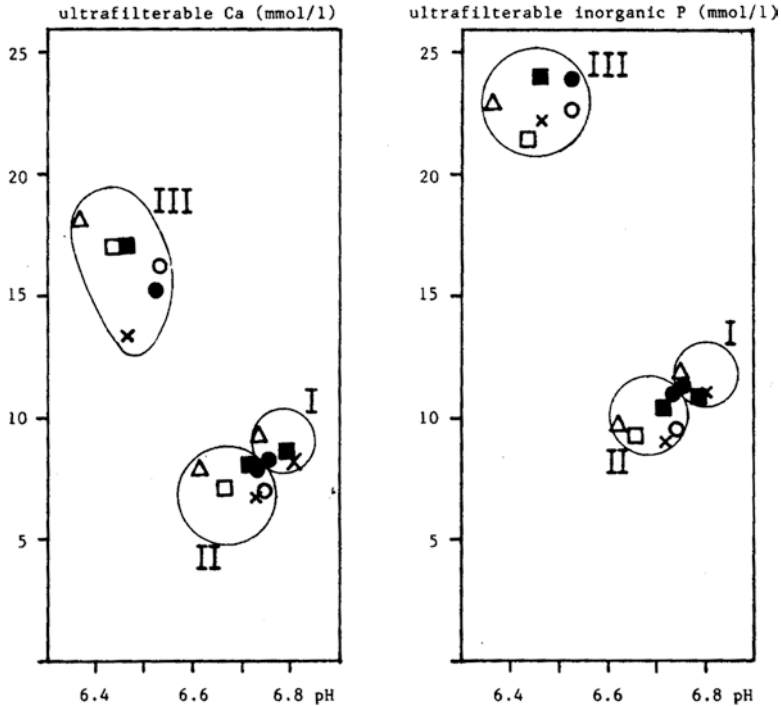 ultrafilterable Ca (mmol/l)
25
20
15
10
5
III
I
II
6.4 6.6 6.8 pH
ultrafilterable inorganic P (mmol/l)
25
20
15
10
5
III
I
II
6.4 6.6 6.8 pH